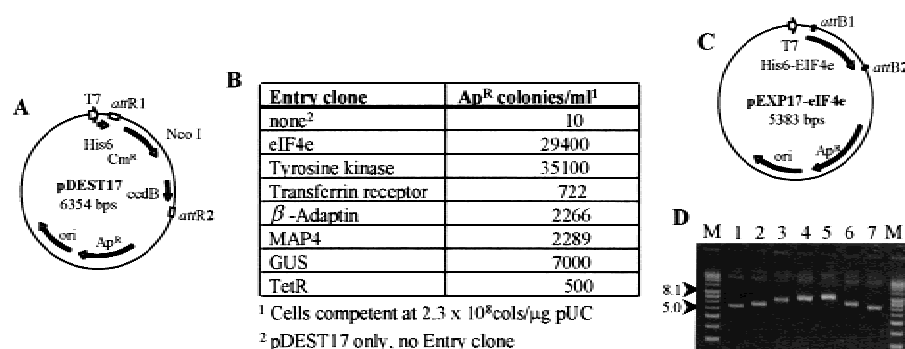 A
T7
attR1
His6
CmR
Nco I
pDEST17
6354 bps
ccdB
attR2
ori
ApR
B
Entry clone ApR colonies/ml1
none2 10
eIF4e 29400
Tyrosine kinase 35100
Transferrin receptor 722
β-Adaptin 2266
MAP4 2289
GUS 7000
TetR 500
1 Cells competent at 2.3 x 108cols/µg pUC
2 pDEST17 only, no Entry clone
C
attB1
T7
His6-EIF4e
attB2
pEXP17-eIF4e
5383 bps
ori
ApR
D
M 1 2 3 4 5 6 7 M
8.1
5.0